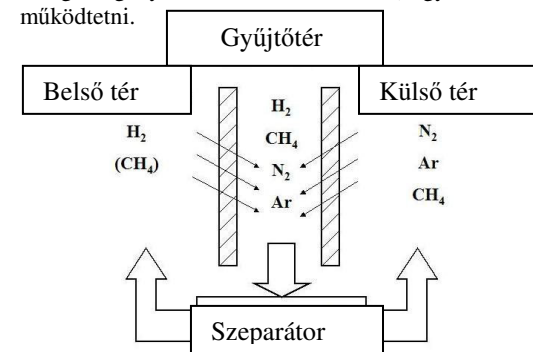 működtetni.
Gyűjtőtér
Belső tér
Külső tér
H2
CH4
N2
Ar
H2
(CH4)
N2
Ar
CH4
Szeparátor